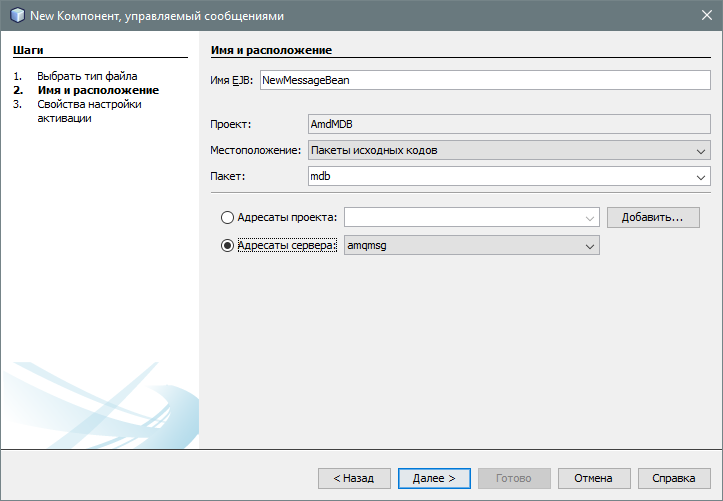 New Компонент, управляемый сообщениями
Шаги
1. Выбрать тип файла
2. Имя и расположение
3. Свойства настройки
активации
Имя и расположение
Имя EJB: NewMessageBean
Проект: AmdMDB
Местоположение: Пакеты исходных кодов
Пакет: mdb
Адресаты проекта: Добавить...
Адресаты сервера: amqmsg
< Назад Далее > Готово Отмена Справка